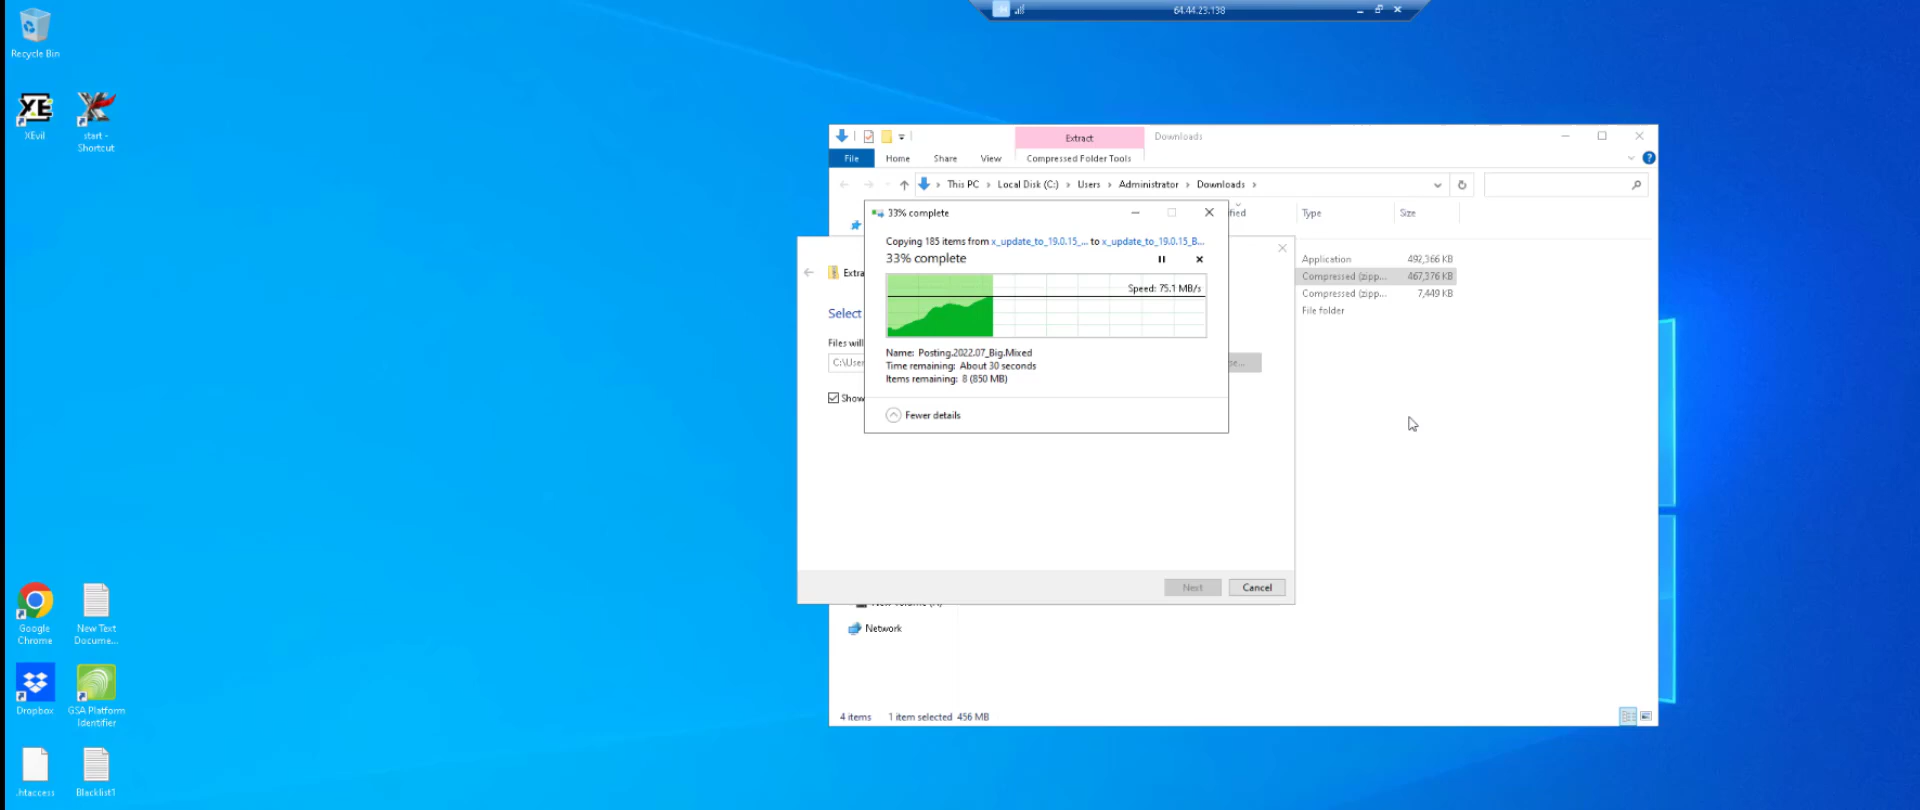 64.44.23.138
Recycle Bin
XE
XEvil
start -
Shortcut
Extract
Downloads
File
Home
Share
View
Compressed Folder Tools
This PC
Local Disk (C:)
Users
Administrator
Downloads
33% complete
Type
Size
Copying 185 items from x_update_to_19.0.15_... to x_update_to_19.0.15_B...
33% complete
Speed: 75.1 MB/s
Name: Posting.2022.07_Big.Mixed
Time remaining: About 30 seconds
Items remaining: 8 (850 MB)
Fewer details
Extra
Select
Files will
C:\User
Show
Application 492,366 KB
Compressed (zipp... 467,376 KB
Compressed (zipp... 7,449 KB
File folder
Next
Cancel
Network
4 items 1 item selected 456 MB
Google
Chrome
New Text
Docume...
Dropbox
GSA Platform
Identifier
.htaccess
Blacklist1